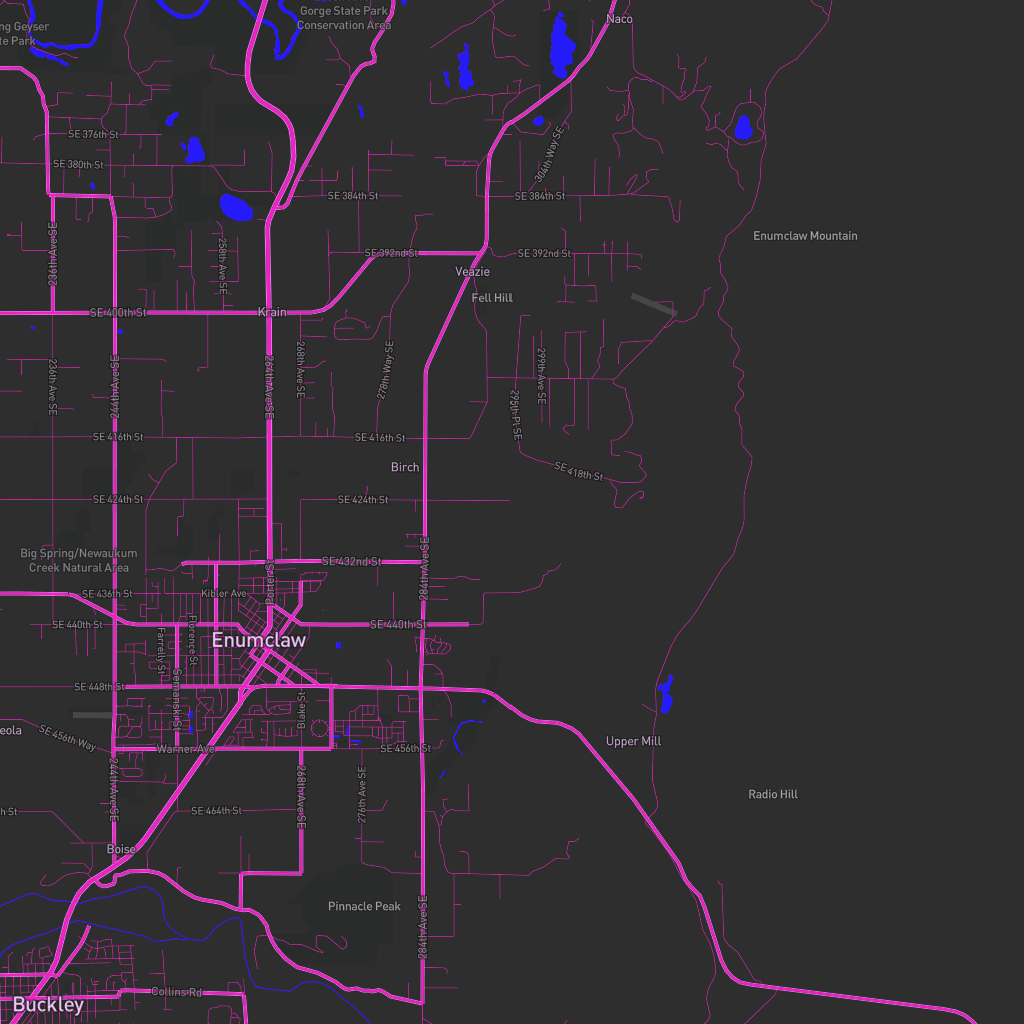 Gorge State Park
Conservation Area
Naco
ng Geyser
te Park
SE 376th St
304th Way SE
SE 380th St
SE 384th St
SE 384th St
236th Ave SE
258th Ave SE
Enumclaw Mountain
SE 392nd St
SE 392nd St
Veazie
Fell Hill
SE 400th St
Krain
236th Ave SE
244th Ave SE
264th Ave SE
268th Ave SE
278th Way SE
299th Ave SE
295th Pl SE
SE 416th St
SE 416th St
Birch
SE 418th St
SE 424th St
SE 424th St
Big Spring/Newaukum
Creek Natural Area
SE 432nd St
284th Ave SE
Porter St
SE 436th St
Kibler Ave
SE 440th St
SE 440th St
Farrelly St
Florence St
Enumclaw
SE 448th St
Semanski St
Blake St
eola
SE 456th Way
Warner Ave
SE 456th St
Upper Mill
244th Ave SE
268th Ave SE
276th Ave SE
Radio Hill
th St
SE 464th St
Boise
Pinnacle Peak
284th Ave SE
Collins Rd
Buckley